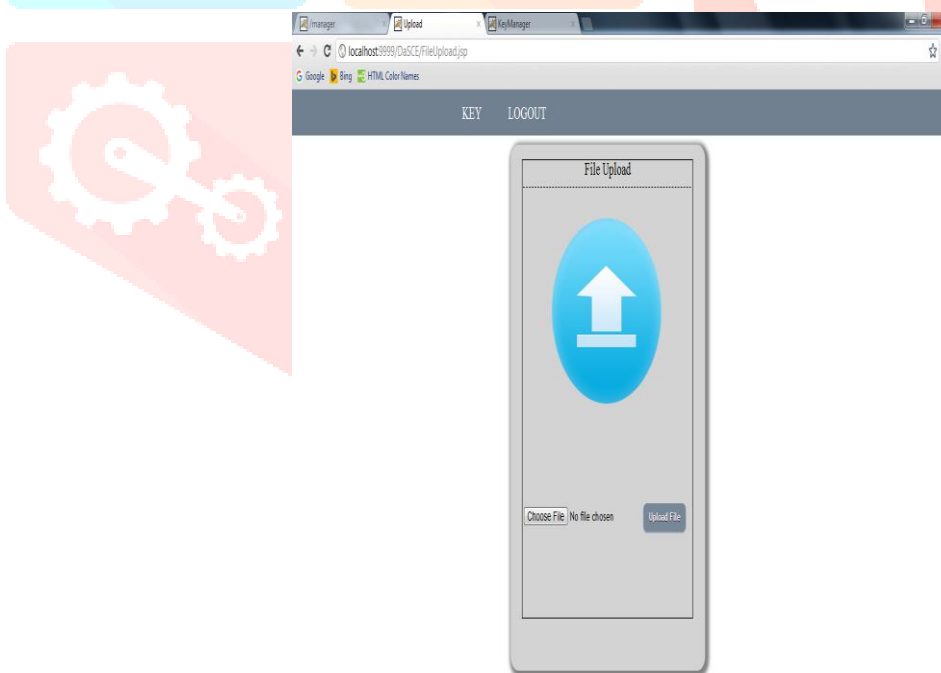 /manager Upload KeyManager
localhost:9999/DaSCE/FileUpload.jsp
Google Bing HTML Color Names
KEY LOGOUT
File Upload
Choose File No file chosen Upload File